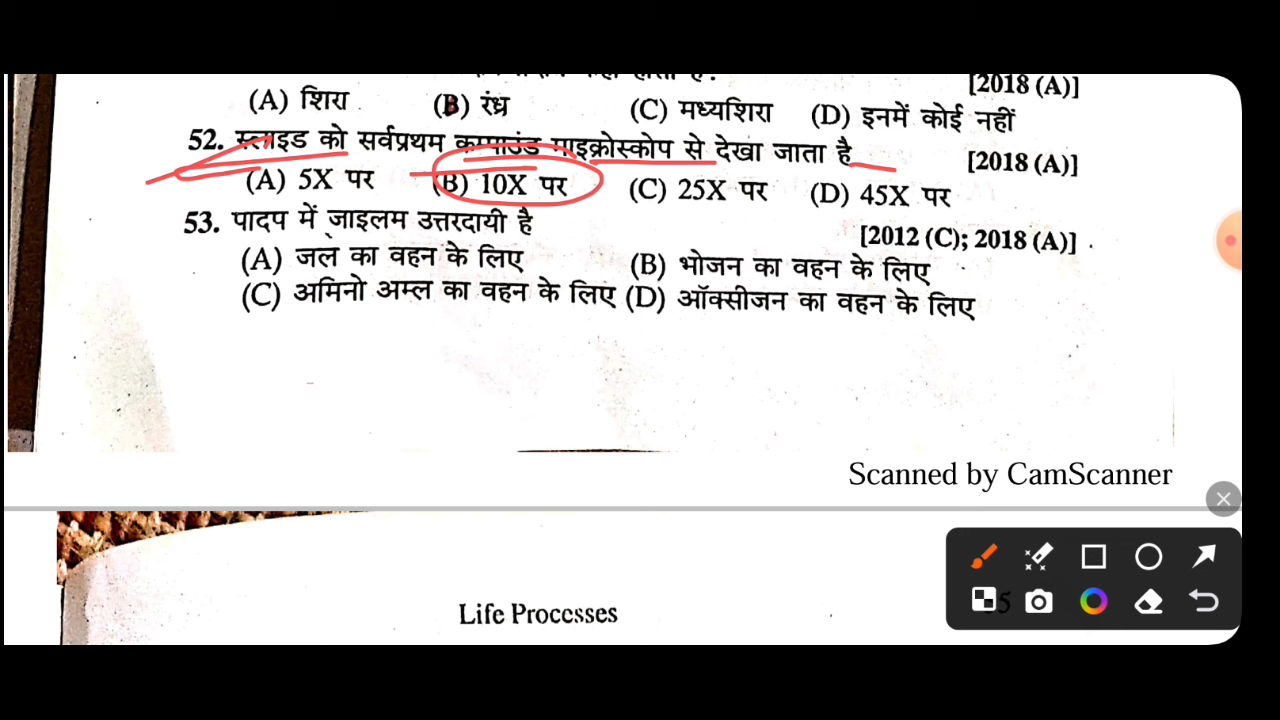 [2018 (A)]
(A) शिरा (B) रंध्र (C) मध्यशिरा (D) इनमें कोई नहीं
52. स्लाइड को सर्वप्रथम कम्पाउंड माइक्रोस्कोप से देखा जाता है [2018 (A)]
(A) 5X पर (B) 10X पर (C) 25X पर (D) 45X पर
53. पादप में जाइलम उत्तरदायी है [2012 (C); 2018 (A)]
(A) जल का वहन के लिए (B) भोजन का वहन के लिए
(C) अमिनो अम्ल का वहन के लिए (D) ऑक्सीजन का वहन के लिए
Scanned by CamScanner
Life Processes